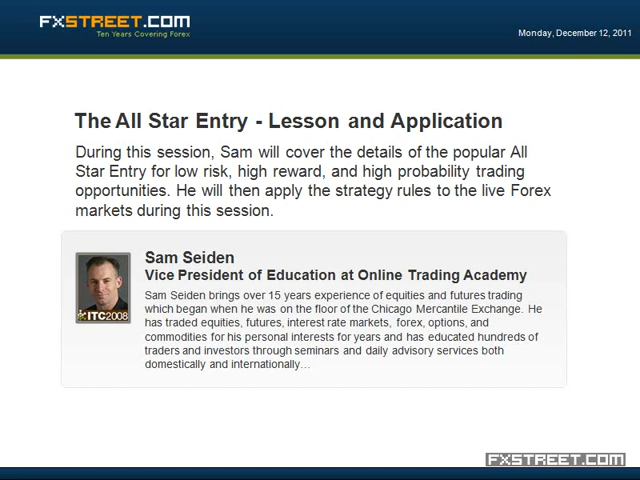 FXSTREET.COM
Ten Years Covering Forex
Monday, December 12, 2011
The All Star Entry - Lesson and Application
During this session, Sam will cover the details of the popular All
Star Entry for low risk, high reward, and high probability trading
opportunities. He will then apply the strategy rules to the live Forex
markets during this session.
Sam Seiden
Vice President of Education at Online Trading Academy
Sam Seiden brings over 15 years experience of equities and futures trading
which began when he was on the floor of the Chicago Mercantile Exchange. He
has traded equities, futures, interest rate markets, forex, options, and
commodities for his personal interests for years and has educated hundreds of
traders and investors through seminars and daily advisory services both
domestically and internationally…
ITC2008
FXSTREET.COM